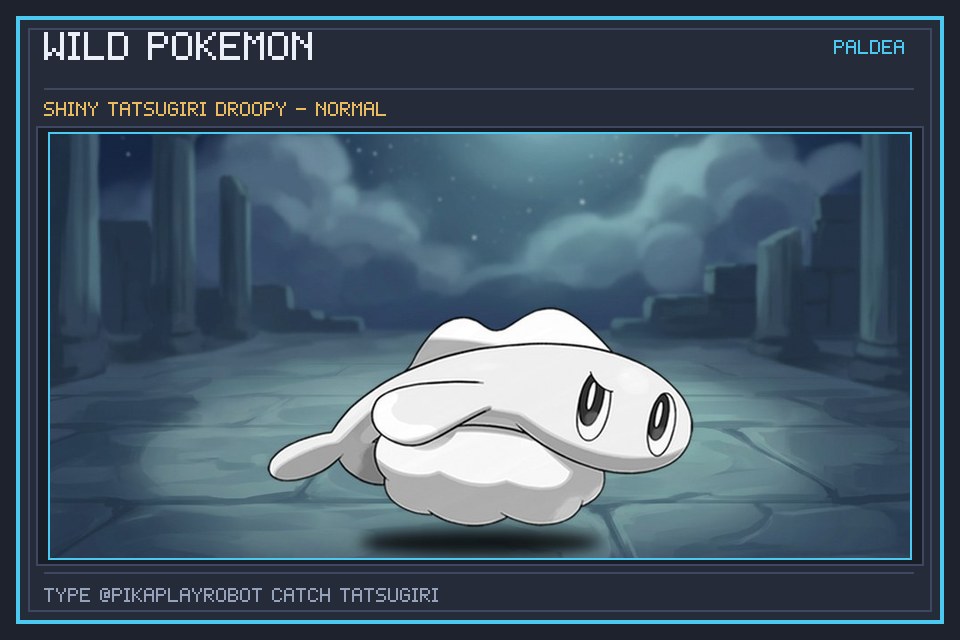 WILD POKEMON
PALDEA
SHINY TATSUGIRI DROOPY - NORMAL
TYPE @PIKAPLAYROBOT CATCH TATSUGIRI